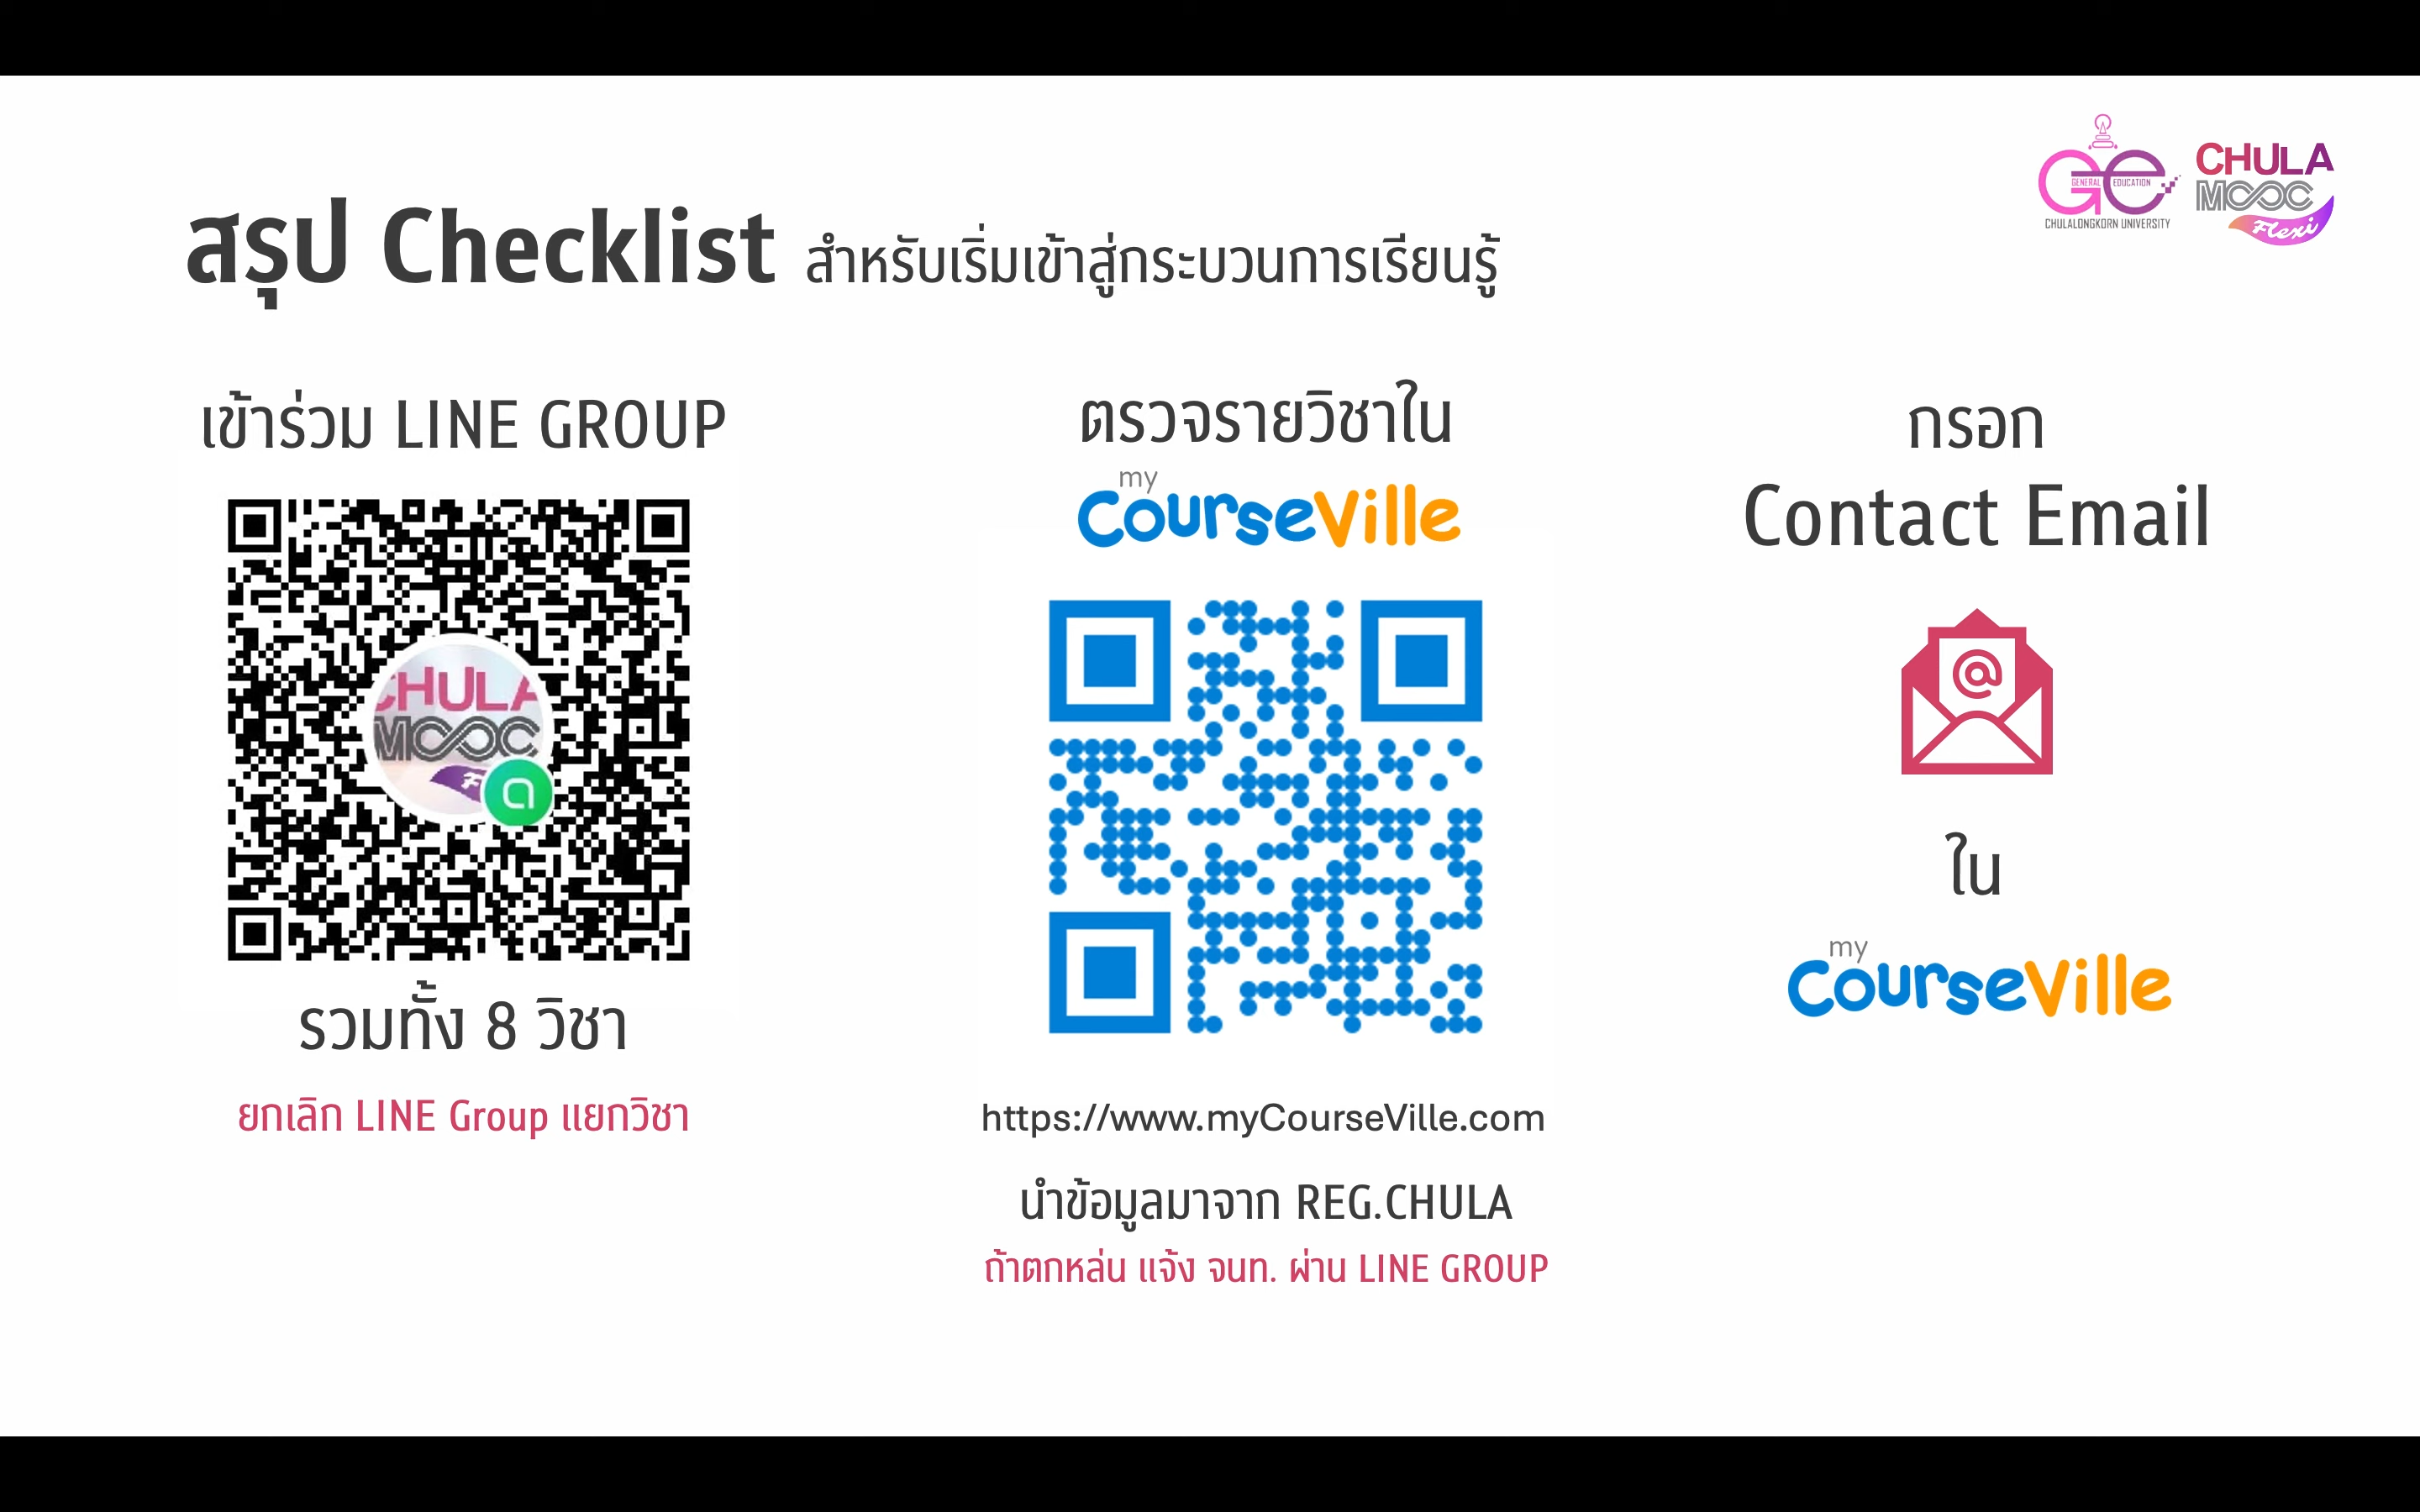 GENERAL EDUCATION
CHULALONGKORN UNIVERSITY
CHULA
MOOC
Flexi
สรุป Checklist สำหรับเริ่มเข้าสู่กระบวนการเรียนรู้
เข้าร่วม LINE GROUP
CHULA
MOOC
รวมทั้ง 8 วิชา
ยกเลิก LINE Group แยกวิชา
ตรวจรายวิชาใน
my
CourseVille
https://www.myCourseVille.com
นำข้อมูลมาจาก REG.CHULA
ถ้าตกหล่น แจ้ง จนท. ผ่าน LINE GROUP
กรอก
Contact Email
@
ใน
my
CourseVille